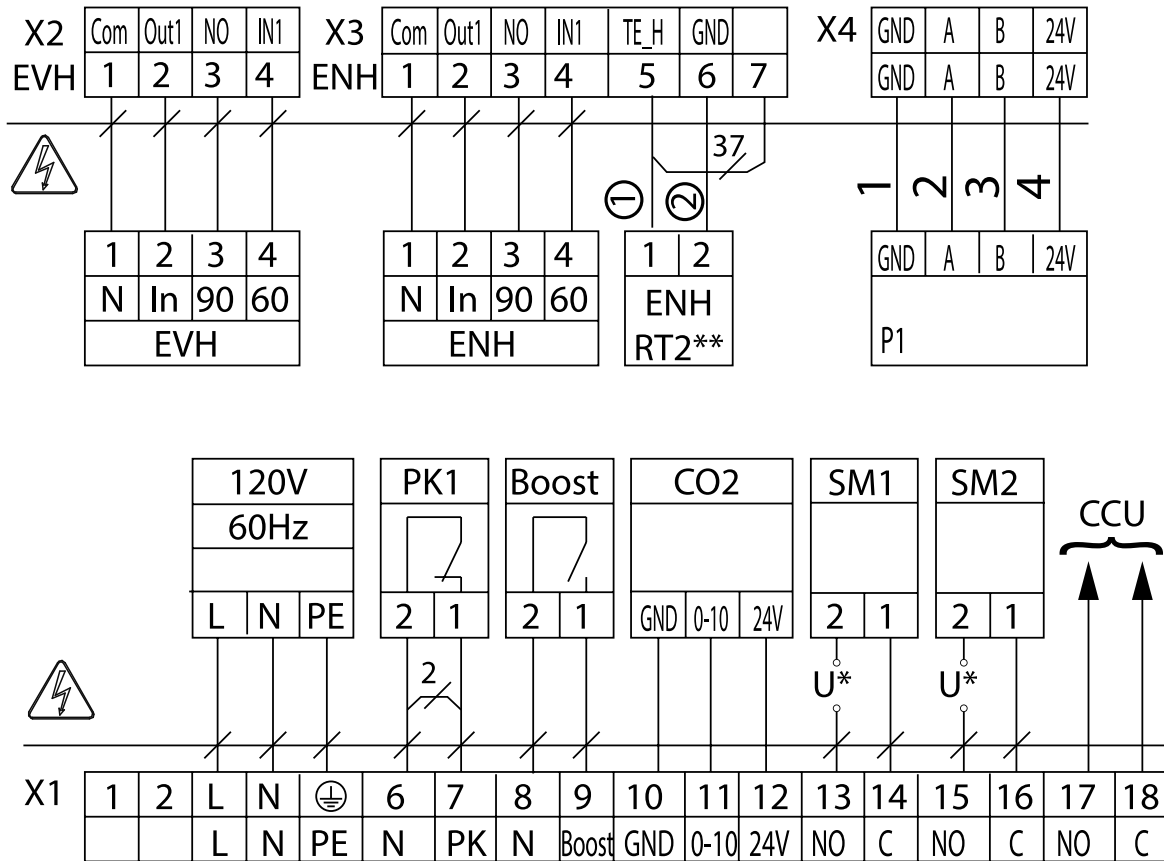 X2 Com Out1 NO IN1 X3 Com Out1 NO IN1 TE_H GND X4 GND A B 24V
EVH 1 2 3 4 ENH 1 2 3 4 5 6 7 GND A B 24V
37
1 2 1 2 3 4
1 2 3 4 1 2 3 4 1 2 GND A B 24V
N In 90 60 N In 90 60 ENH
EVH ENH RT2** P1
120V PK1 Boost CO2 SM1 SM2
60Hz CCU
L N PE 2 1 2 1 GND 0-10 24V 2 1 2 1
2 U* U*
X1 1 2 L N 6 7 8 9 10 11 12 13 14 15 16 17 18
L N PE N PK N Boost GND 0-10 24V NO C NO C NO C